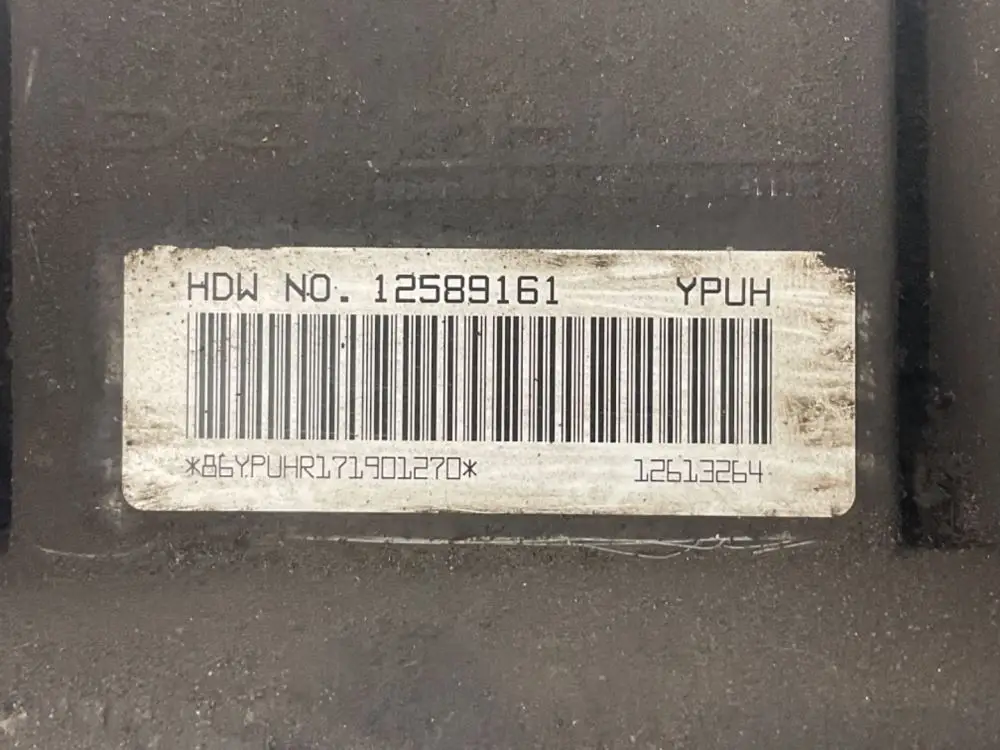 HDW NO. 12589161 YPUH
*86YPUHR171901270* 12613264